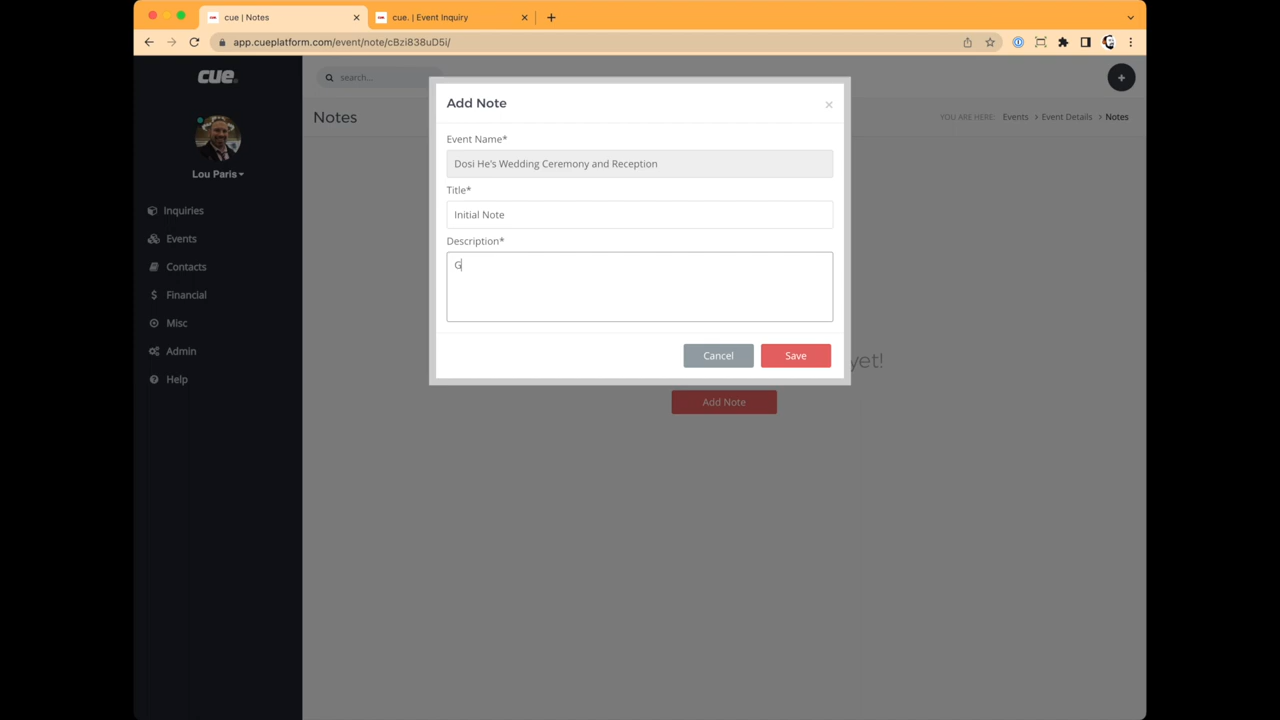 cue | Notes
cue. | Event Inquiry
app.cueplatform.com/event/note/cBzi838uD5i/
cue.
search...
Add Note
Notes
YOU ARE HERE: Events > Event Details > Notes
Event Name*
Dosi He's Wedding Ceremony and Reception
Lou Paris
Title*
Initial Note
Inquiries
Events
Description*
G
Contacts
Financial
Misc
Admin
Help
Cancel
Save
yet!
Add Note